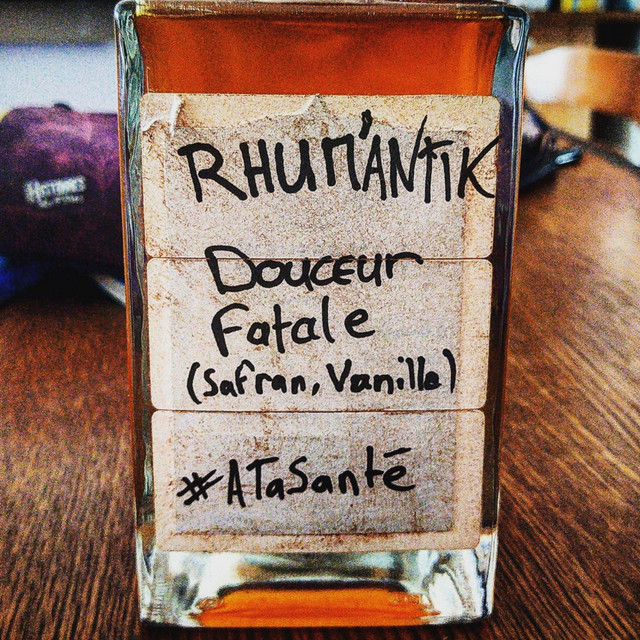 RHUM'ANTIK
Douceur
Fatale
(Safran, Vanille)
#ATaSanté